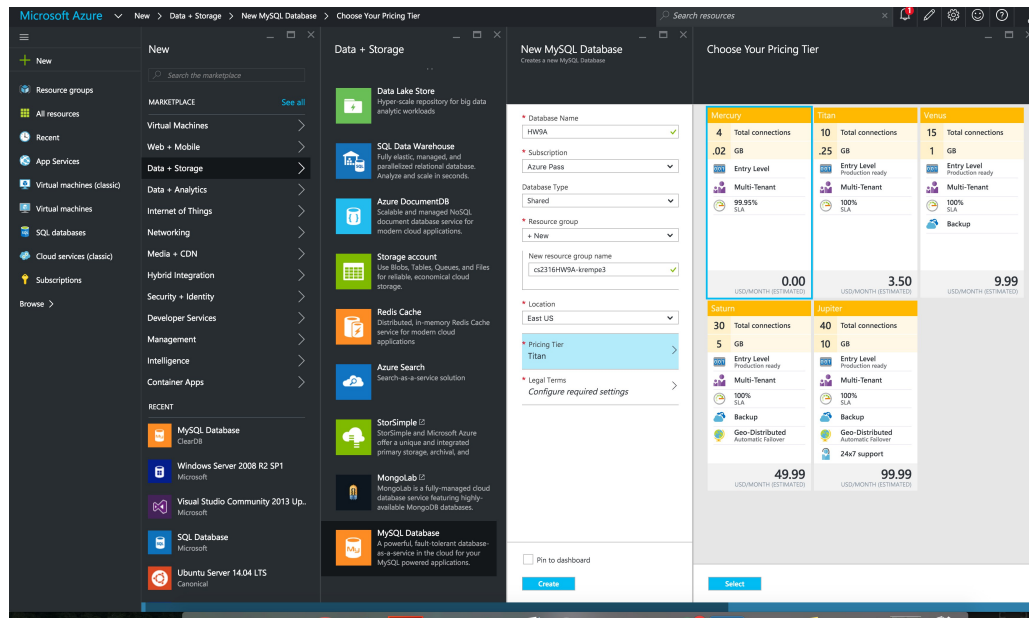 Microsoft Azure
New > Data + Storage > New MySQL Database > Choose Your Pricing Tier
Search resources
1
New
Resource groups
All resources
Recent
App Services
Virtual machines (classic)
Virtual machines
SQL databases
Cloud services (classic)
Subscriptions
Browse >
New
Search the marketplace
MARKETPLACE
See all
Virtual Machines
Web + Mobile
Data + Storage
Data + Analytics
Internet of Things
Networking
Media + CDN
Hybrid Integration
Security + Identity
Developer Services
Management
Intelligence
Container Apps
RECENT
MySQL Database
ClearDB
Windows Server 2008 R2 SP1
Microsoft
Visual Studio Community 2013 Up..
Microsoft
SQL Database
Microsoft
Ubuntu Server 14.04 LTS
Canonical
Data + Storage
Data Lake Store
Hyper-scale repository for big data
analytic workloads
SQL Data Warehouse
Fully elastic, managed, and
parallelized relational database.
Analyze and scale in seconds.
Azure DocumentDB
Scalable and managed NoSQL
document database service for
modern cloud applications.
Storage account
Use Blobs, Tables, Queues, and Files
for reliable, economical cloud
storage.
Redis Cache
Distributed, in-memory Redis Cache
service for modern cloud
applications
Azure Search
Search-as-a-service solution
StorSimple
StorSimple and Microsoft Azure
offer a unique and integrated
primary storage, archival, and
MongoLab
MongoLab is a fully-managed cloud
database service featuring highly-
available MongoDB databases.
My
MySQL Database
A powerful, fault-tolerant database-
as-a-service in the cloud for your
MySQL powered applications.
New MySQL Database
Creates a new MySQL Database
* Database Name
HW9A
* Subscription
Azure Pass
Database Type
Shared
* Resource group
+ New
New resource group name
cs2316HW9A-krempe3
* Location
East US
* Pricing Tier
Titan
* Legal Terms
Configure required settings
Pin to dashboard
Create
Choose Your Pricing Tier
Mercury
4 Total connections
.02 GB
Entry Level
Multi-Tenant
99.95%
SLA
0.00
USD/MONTH (ESTIMATED)
Titan
10 Total connections
.25 GB
Entry Level
Production ready
Multi-Tenant
100%
SLA
3.50
USD/MONTH (ESTIMATED)
Venus
15 Total connections
1 GB
Entry Level
Production ready
Multi-Tenant
100%
SLA
Backup
9.99
USD/MONTH (ESTIMATED)
Saturn
30 Total connections
5 GB
Entry Level
Production ready
Multi-Tenant
100%
SLA
Backup
Geo-Distributed
Automatic Failover
49.99
USD/MONTH (ESTIMATED)
Jupiter
40 Total connections
10 GB
Entry Level
Production ready
Multi-Tenant
100%
SLA
Backup
Geo-Distributed
Automatic Failover
24x7 support
99.99
USD/MONTH (ESTIMATED)
Select